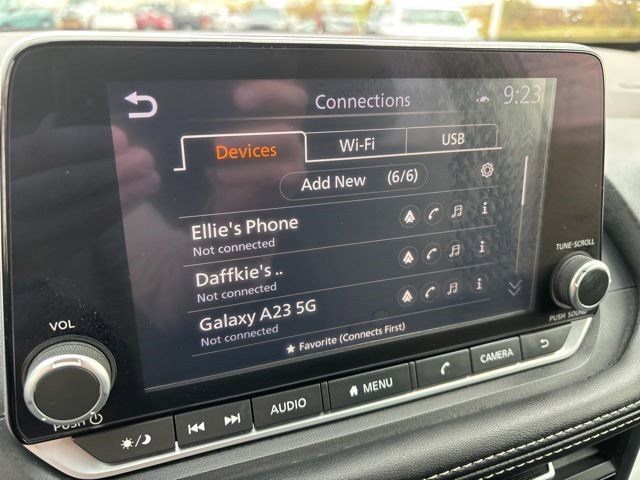 Connections 9:23
Devices Wi-Fi USB
Add New (6/6)
Ellie's Phone
Not connected
Daffkie's ..
Not connected
Galaxy A23 5G
Not connected
Favorite (Connects First)
TUNE·SCROLL
PUSH SOUND
VOL
PUSH
AUDIO
MENU
CAMERA